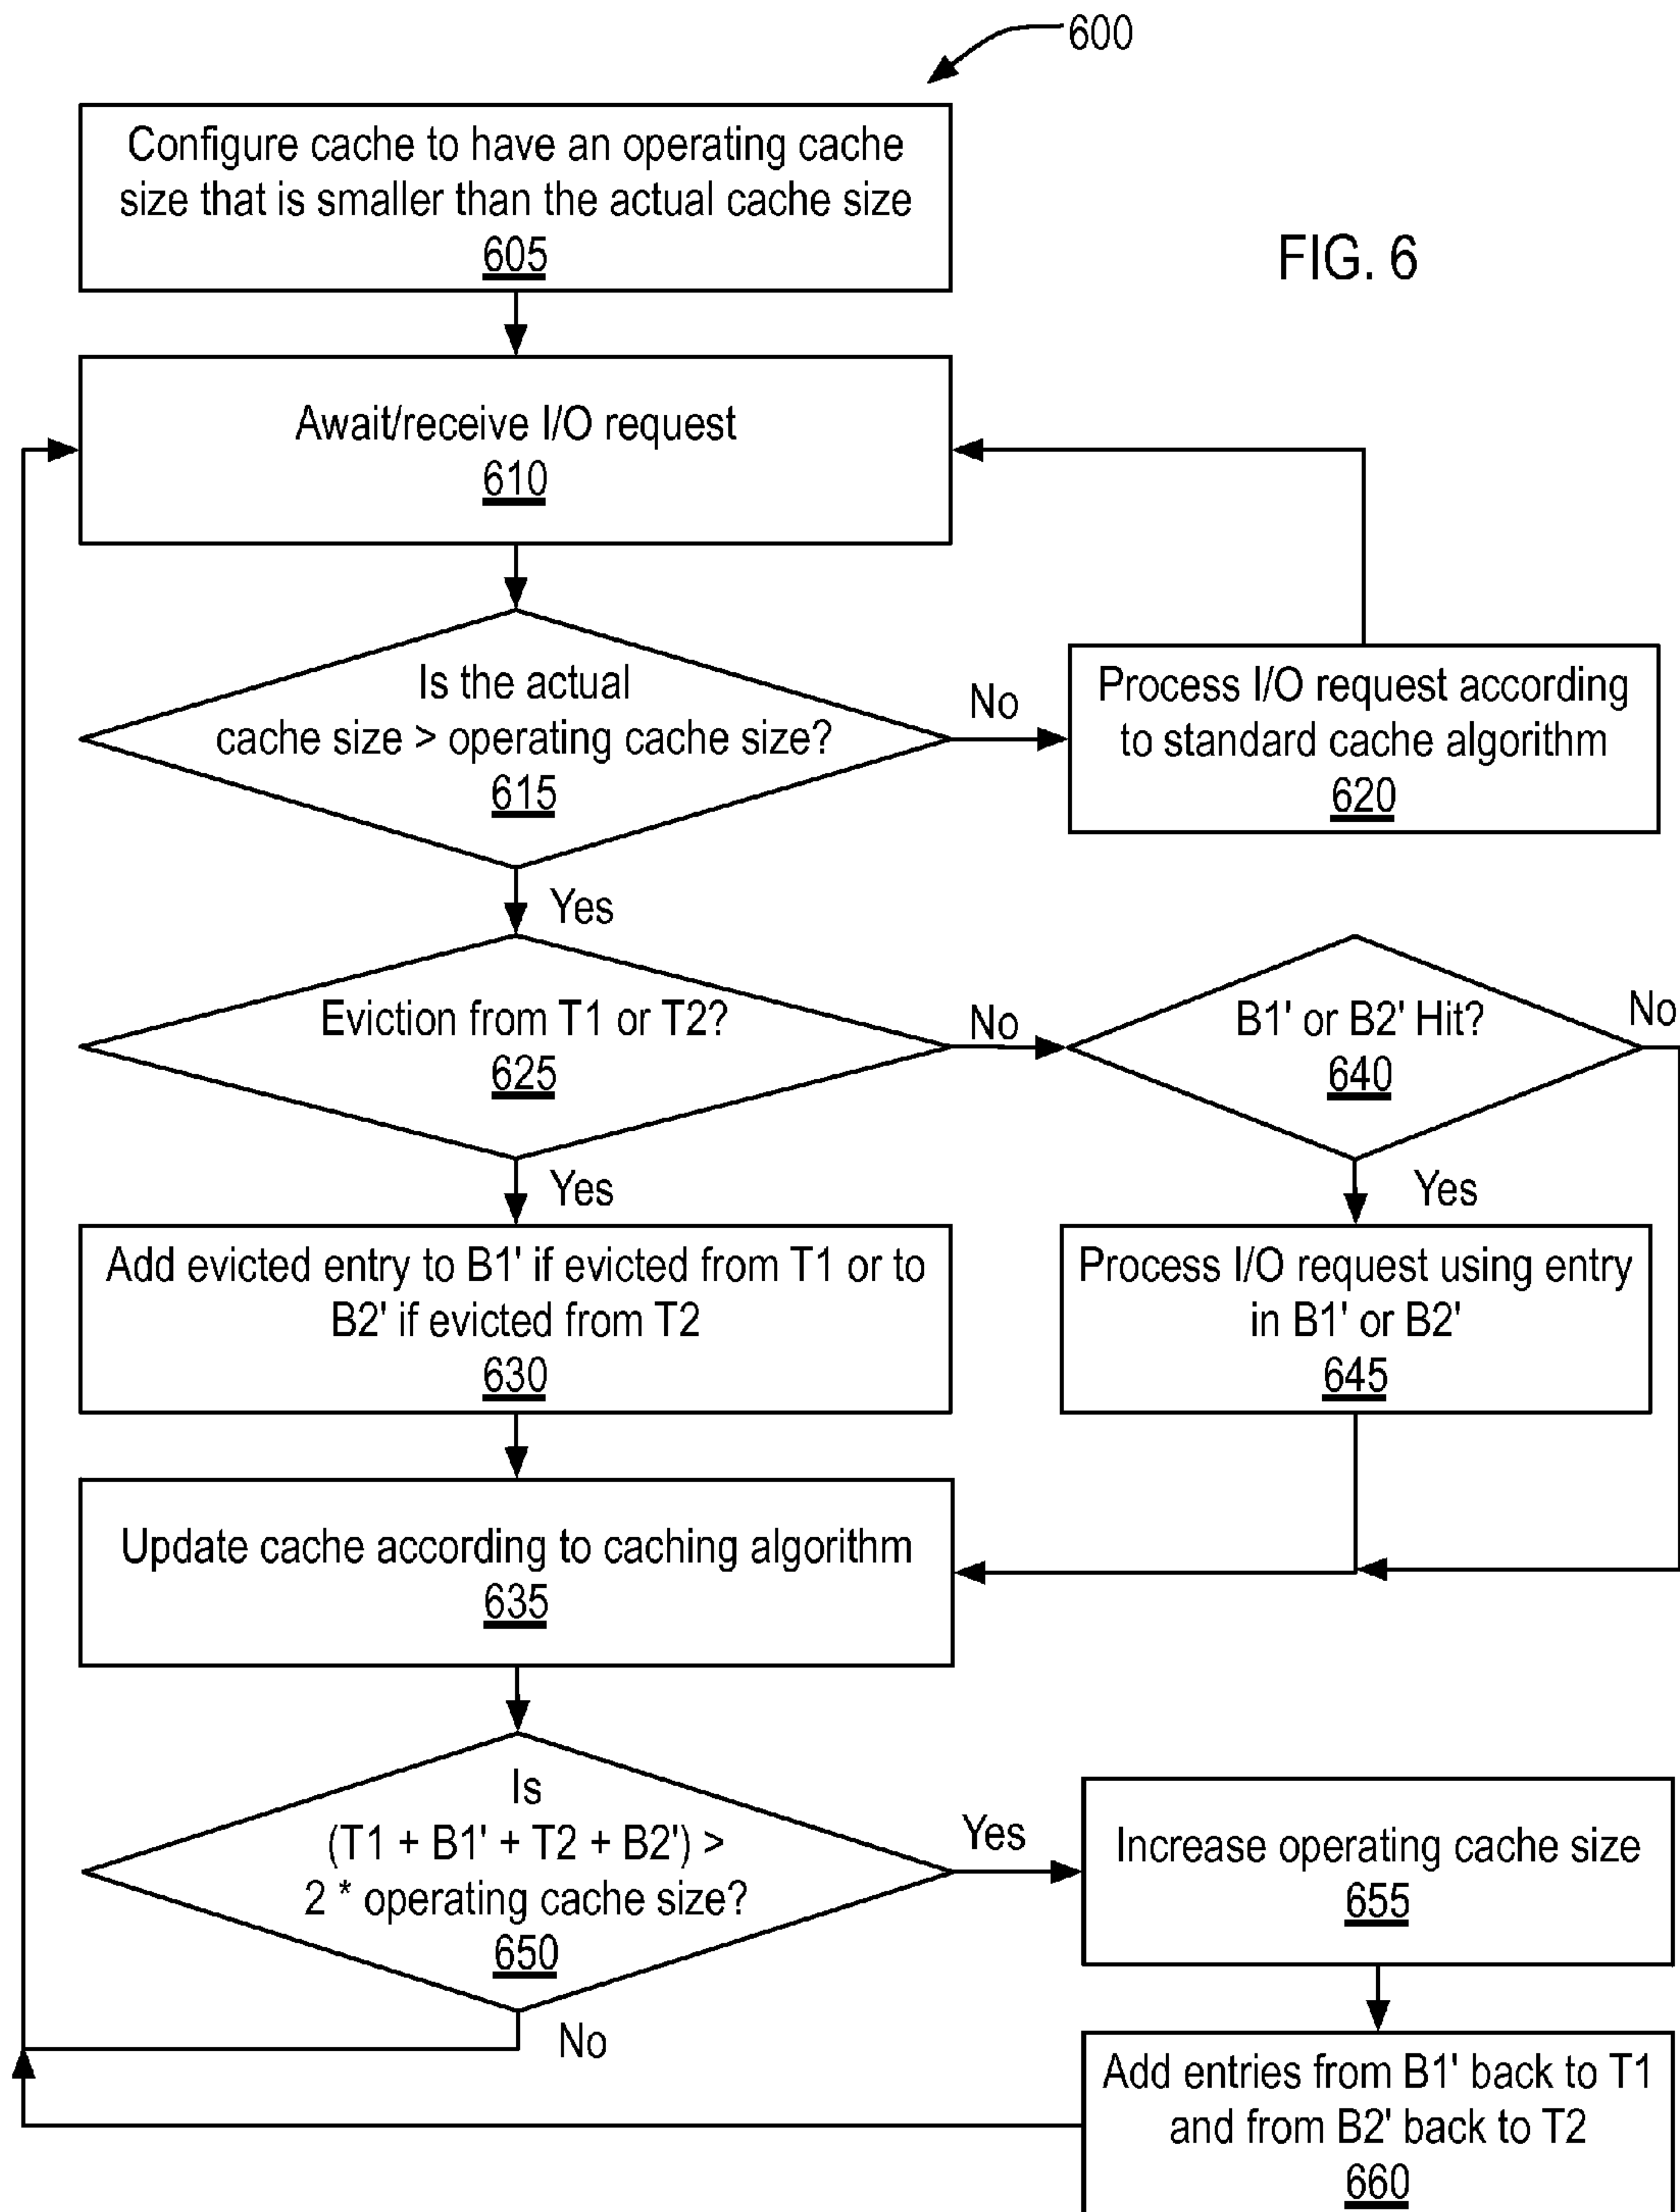 600
Configure cache to have an operating cache
size that is smaller than the actual cache size
605
FIG. 6
Await/receive I/O request
610
Is the actual
cache size > operating cache size?
615
No
Process I/O request according
to standard cache algorithm
620
Yes
Eviction from T1 or T2?
625
No
B1' or B2' Hit?
640
No
Yes
Yes
Add evicted entry to B1' if evicted from T1 or to
B2' if evicted from T2
630
Process I/O request using entry
in B1' or B2'
645
Update cache according to caching algorithm
635
Is
(T1 + B1' + T2 + B2') >
2 * operating cache size?
650
Yes
Increase operating cache size
655
No
Add entries from B1' back to T1
and from B2' back to T2
660